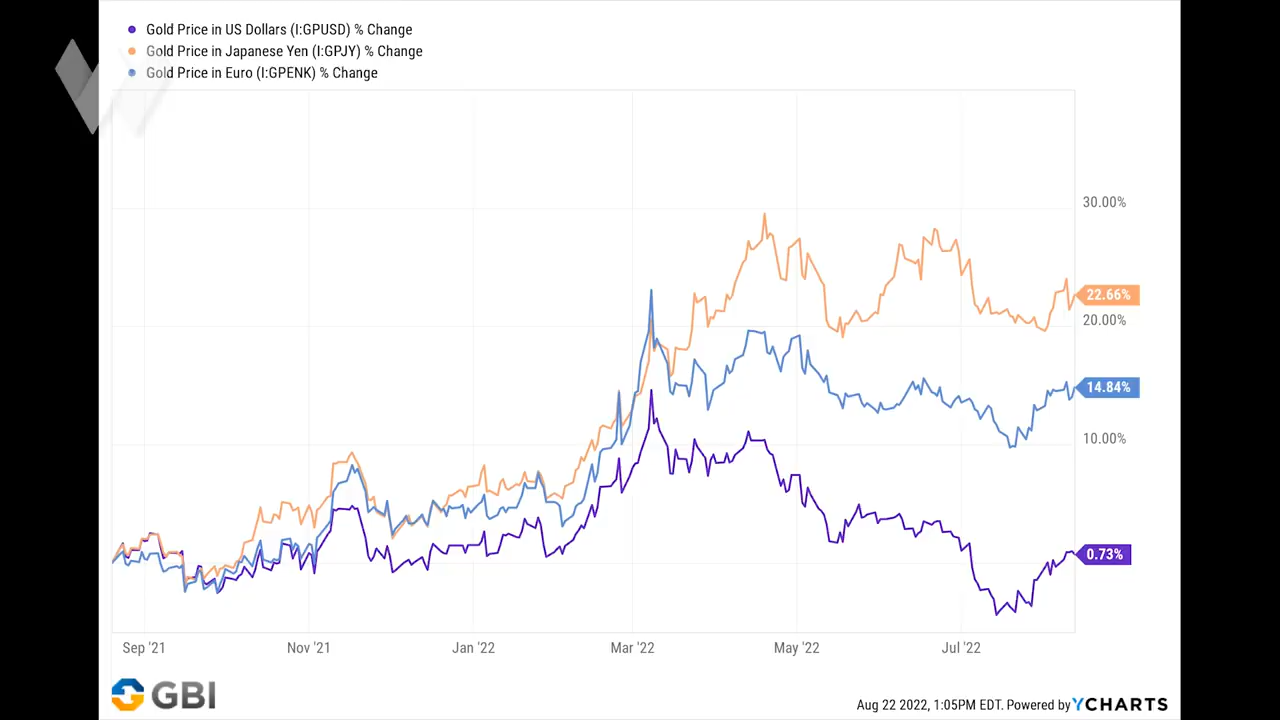 Gold Price in US Dollars (I:GPUSD) % Change
Gold Price in Japanese Yen (I:GPJY) % Change
Gold Price in Euro (I:GPENK) % Change
30.00%
22.66%
20.00%
14.84%
10.00%
0.73%
Sep '21 Nov '21 Jan '22 Mar '22 May '22 Jul '22
GBI
Aug 22 2022, 1:05PM EDT. Powered by YCHARTS